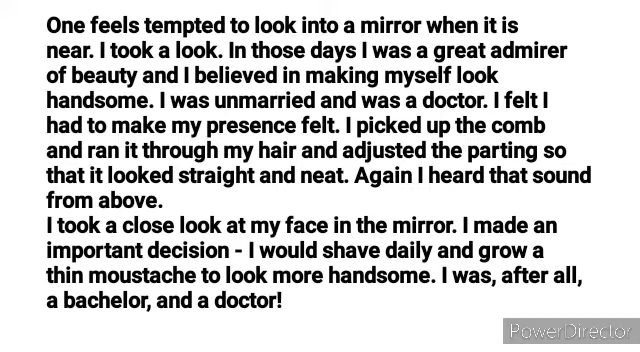 One feels tempted to look into a mirror when it is
near. I took a look. In those days I was a great admirer
of beauty and I believed in making myself look
handsome. I was unmarried and was a doctor. I felt I
had to make my presence felt. I picked up the comb
and ran it through my hair and adjusted the parting so
that it looked straight and neat. Again I heard that sound
from above.
I took a close look at my face in the mirror. I made an
important decision - I would shave daily and grow a
thin moustache to look more handsome. I was, after all,
a bachelor, and a doctor!
PowerDirector